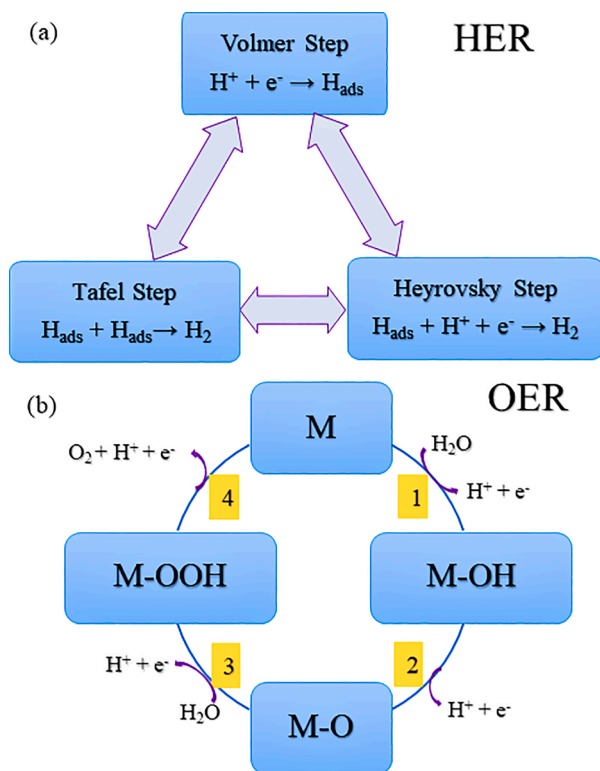 (a)
HER
Volmer Step
H⁺ + e⁻ → H_ads
Tafel Step
H_ads + H_ads → H₂
Heyrovsky Step
H_ads + H⁺ + e⁻ → H₂
(b)
OER
M
O₂ + H⁺ + e⁻
H₂O
4
1
H⁺ + e⁻
M-OOH
M-OH
H⁺ + e⁻
3
2
H₂O
M-O
H⁺ + e⁻